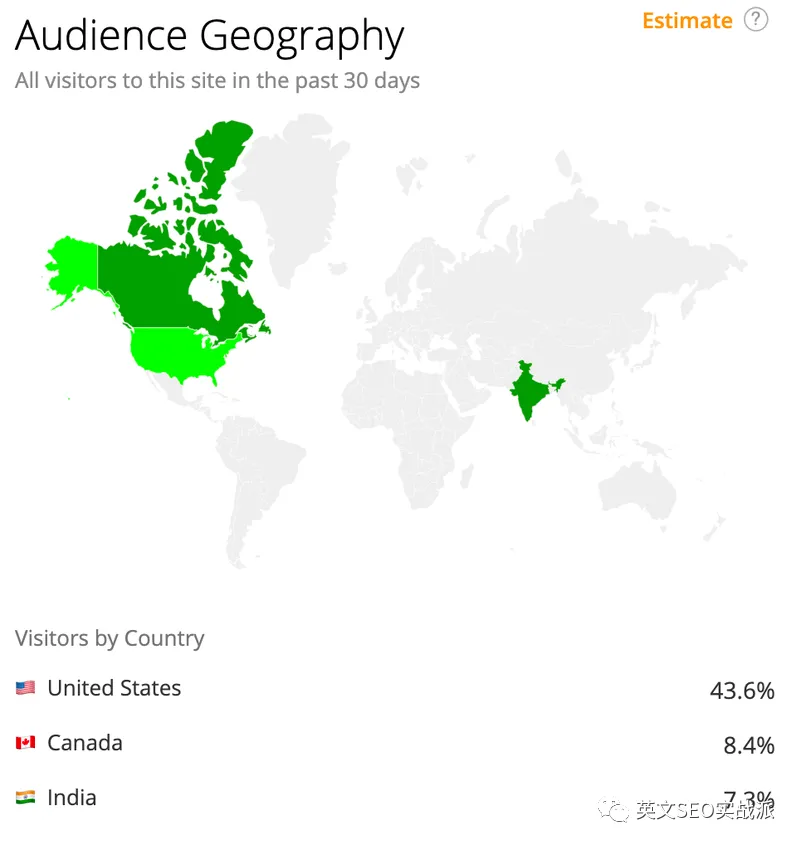 Audience Geography
Estimate ?
All visitors to this site in the past 30 days
Visitors by Country
United States 43.6%
Canada 8.4%
India 7.3%
英文SEO实战派